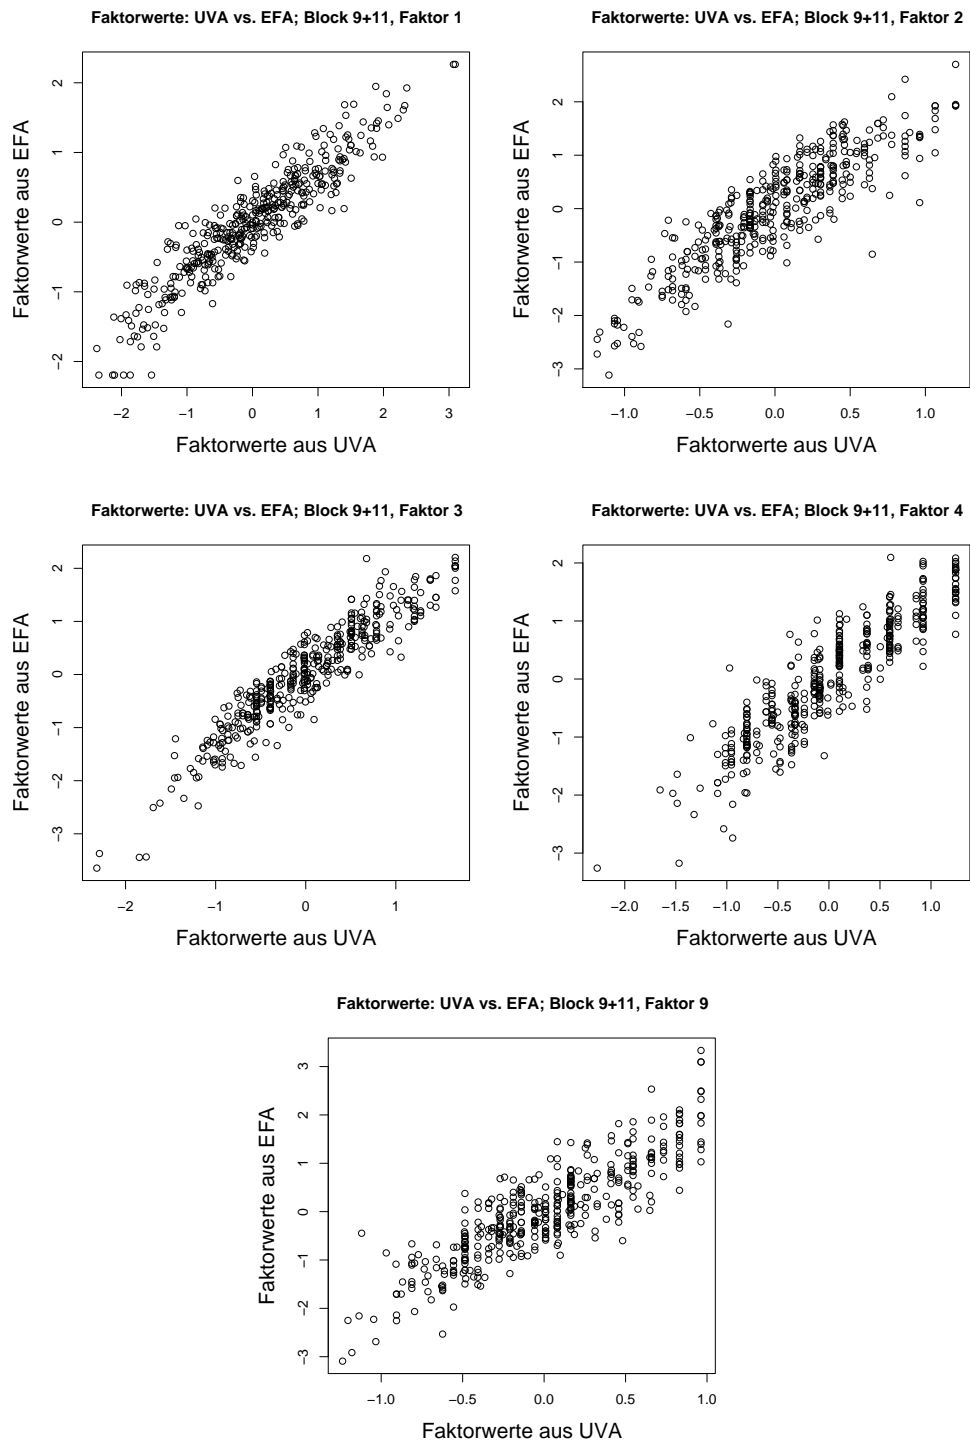 Faktorwerte: UVA vs. EFA; Block 9+11, Faktor 1
Faktorwerte aus EFA
2
1
0
−1
−2
−2 −1 0 1 2 3
Faktorwerte aus UVA
Faktorwerte: UVA vs. EFA; Block 9+11, Faktor 2
Faktorwerte aus EFA
2
1
0
−1
−2
−3
−1.0 −0.5 0.0 0.5 1.0
Faktorwerte aus UVA
Faktorwerte: UVA vs. EFA; Block 9+11, Faktor 3
Faktorwerte aus EFA
2
1
0
−1
−2
−3
−2 −1 0 1
Faktorwerte aus UVA
Faktorwerte: UVA vs. EFA; Block 9+11, Faktor 4
Faktorwerte aus EFA
2
1
0
−1
−2
−3
−2.0 −1.5 −1.0 −0.5 0.0 0.5 1.0
Faktorwerte aus UVA
Faktorwerte: UVA vs. EFA; Block 9+11, Faktor 9
Faktorwerte aus EFA
3
2
1
0
−1
−2
−3
−1.0 −0.5 0.0 0.5 1.0
Faktorwerte aus UVA